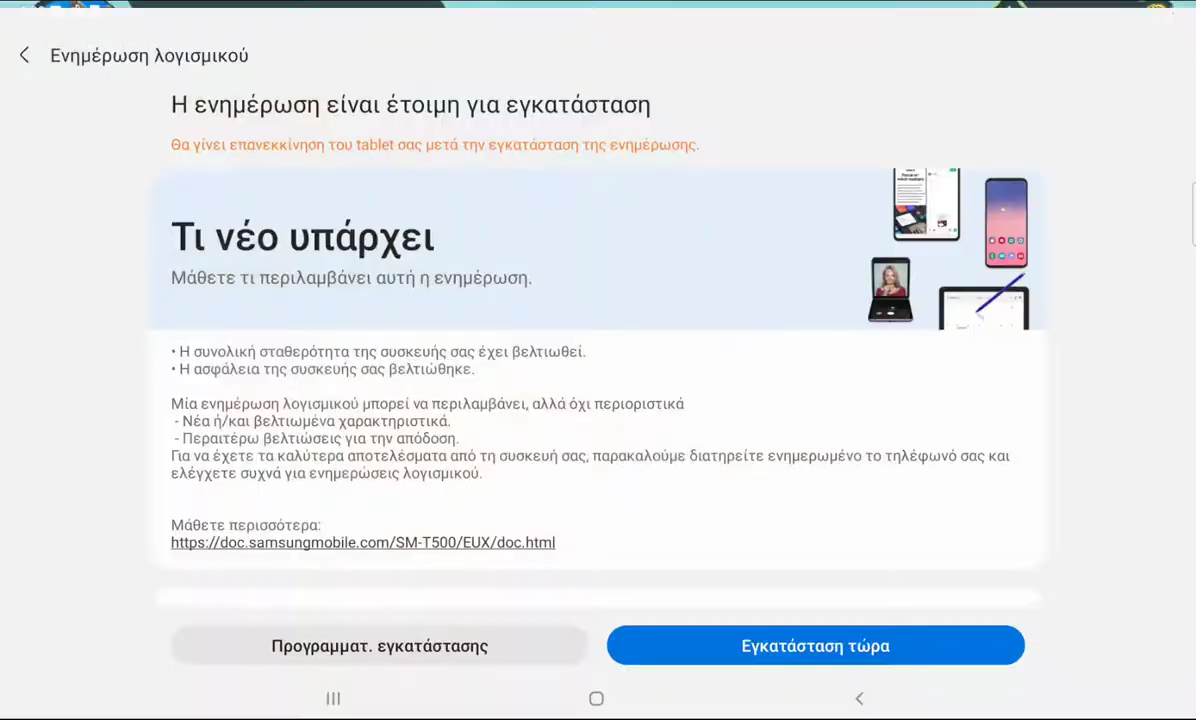 Ενημέρωση λογισμικού
Η ενημέρωση είναι έτοιμη για εγκατάσταση
Θα γίνει επανεκκίνηση του tablet σας μετά την εγκατάσταση της ενημέρωσης.
Τι νέο υπάρχει
Μάθετε τι περιλαμβάνει αυτή η ενημέρωση.
• Η συνολική σταθερότητα της συσκευής σας έχει βελτιωθεί.
• Η ασφάλεια της συσκευής σας βελτιώθηκε.
Μία ενημέρωση λογισμικού μπορεί να περιλαμβάνει, αλλά όχι περιοριστικά
- Νέα ή/και βελτιωμένα χαρακτηριστικά.
- Περαιτέρω βελτιώσεις για την απόδοση.
Για να έχετε τα καλύτερα αποτελέσματα από τη συσκευή σας, παρακαλούμε διατηρείτε ενημερωμένο το τηλέφωνό σας και
ελέγχετε συχνά για ενημερώσεις λογισμικού.
Μάθετε περισσότερα:
https://doc.samsungmobile.com/SM-T500/EUX/doc.html
Προγραμματ. εγκατάστασης
Εγκατάσταση τώρα